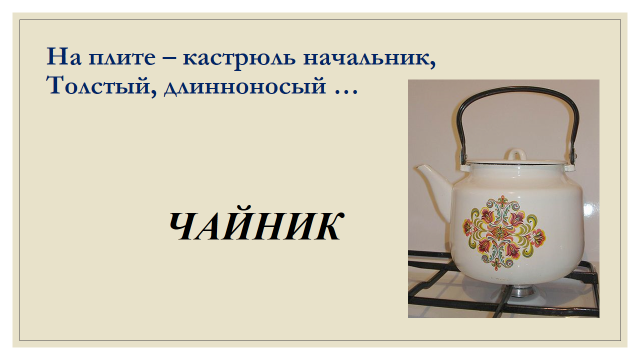 На плите – кастрюль начальник,
Толстый, длинноносый …
ЧАЙНИК